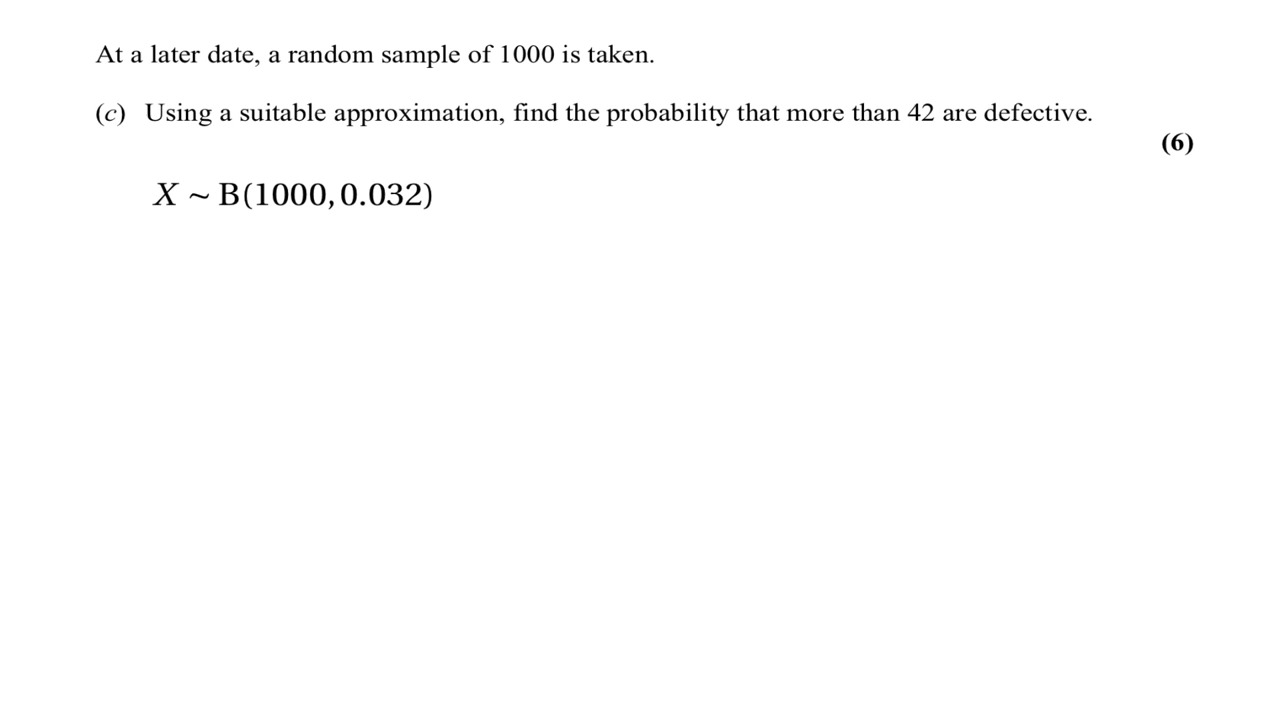 At a later date, a random sample of 1000 is taken.
(c) Using a suitable approximation, find the probability that more than 42 are defective.
(6)
X ~ B(1000, 0.032)